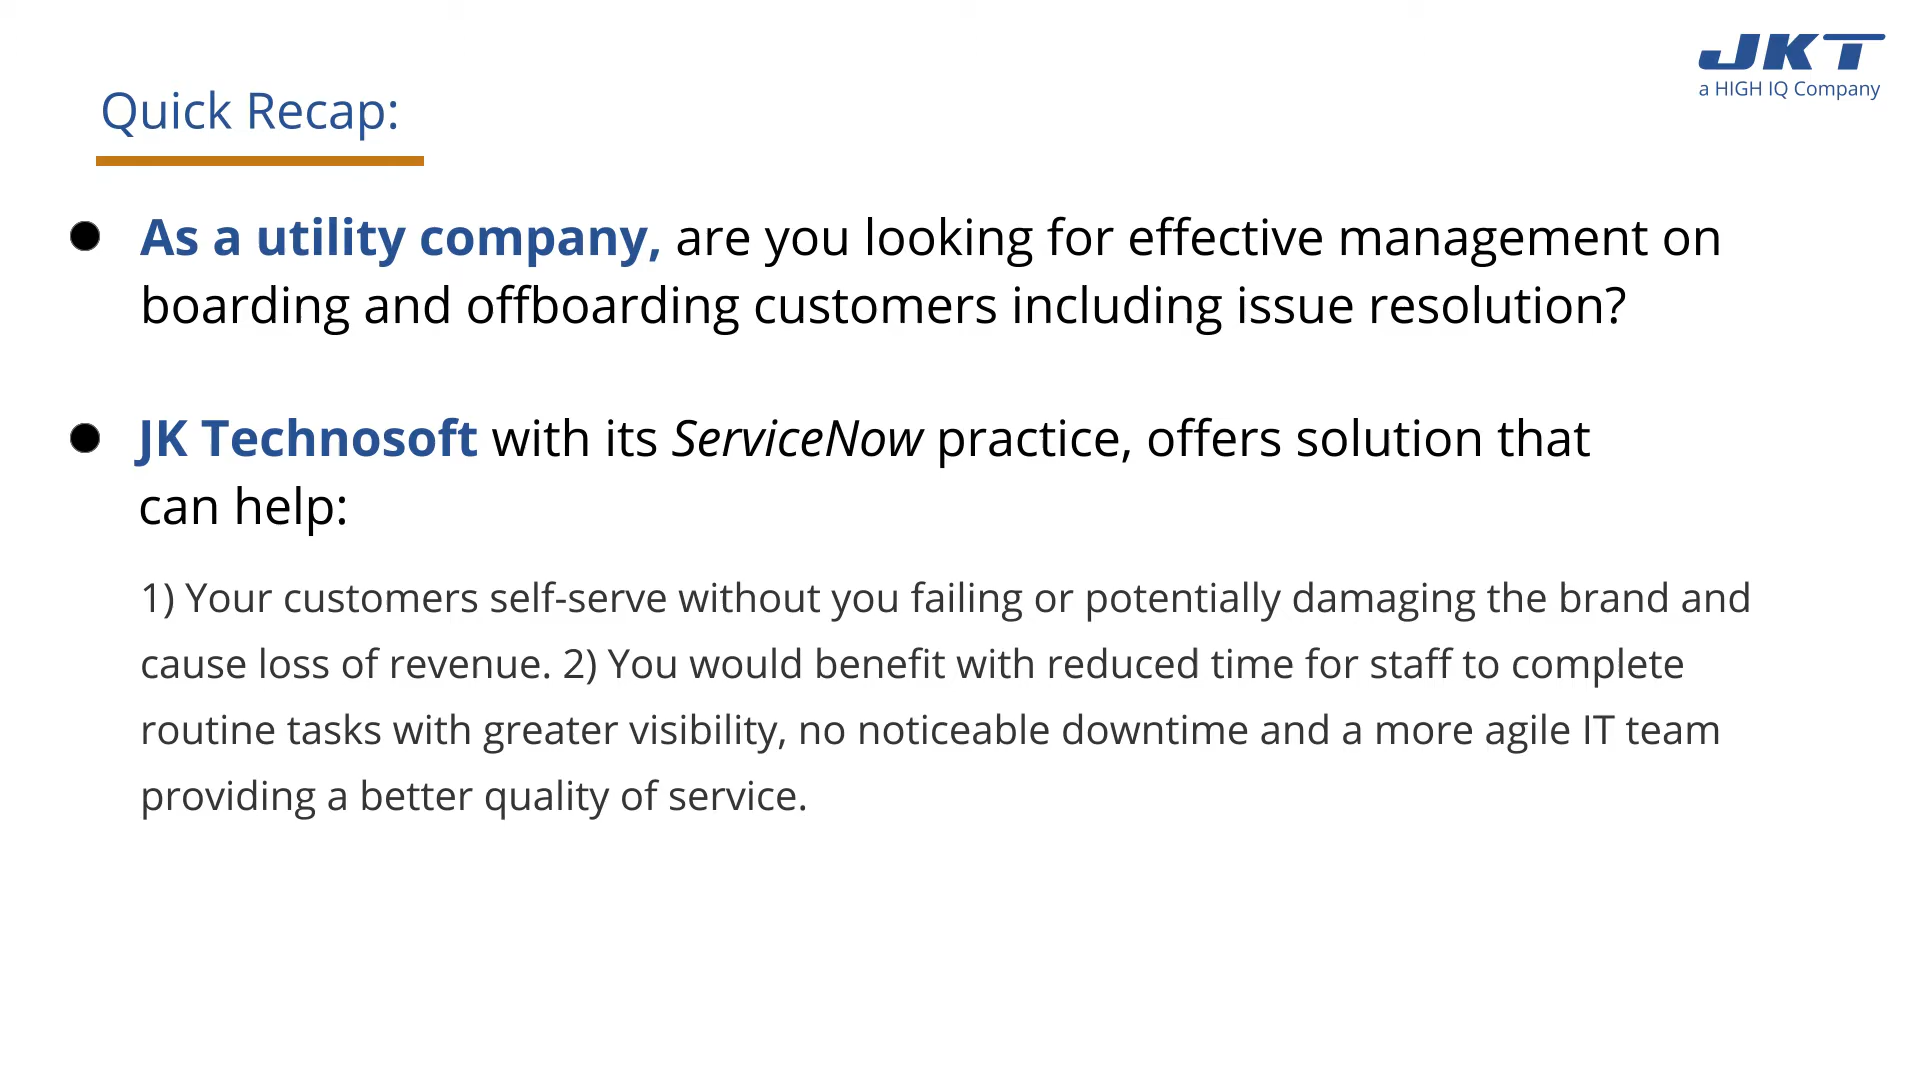 JKT
a HIGH IQ Company
Quick Recap:
● As a utility company, are you looking for effective management on
boarding and offboarding customers including issue resolution?
● JK Technosoft with its ServiceNow practice, offers solution that
can help:
1) Your customers self-serve without you failing or potentially damaging the brand and
cause loss of revenue. 2) You would benefit with reduced time for staff to complete
routine tasks with greater visibility, no noticeable downtime and a more agile IT team
providing a better quality of service.